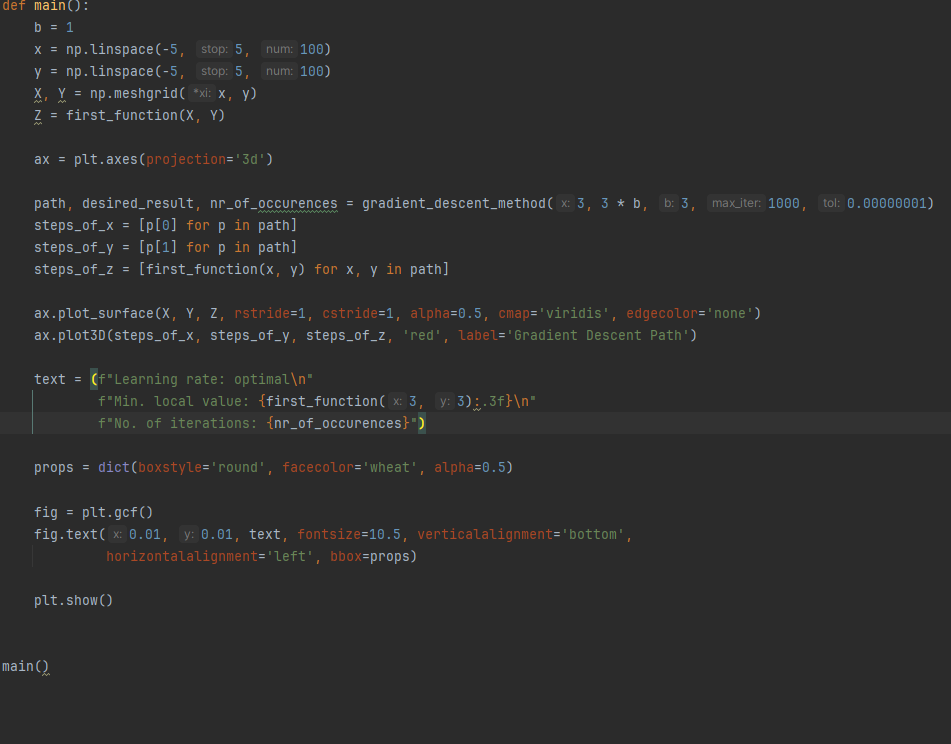 def main():
    b = 1
    x = np.linspace(-5, stop: 5, num: 100)
    y = np.linspace(-5, stop: 5, num: 100)
    X, Y = np.meshgrid( *xi: x, y)
    Z = first_function(X, Y)
    ax = plt.axes(projection='3d')
    path, desired_result, nr_of_occurences = gradient_descent_method( x: 3, 3 * b, b: 3, max_iter: 1000, tol: 0.00000001)
    steps_of_x = [p[0] for p in path]
    steps_of_y = [p[1] for p in path]
    steps_of_z = [first_function(x, y) for x, y in path]
    ax.plot_surface(X, Y, Z, rstride=1, cstride=1, alpha=0.5, cmap='viridis', edgecolor='none')
    ax.plot3D(steps_of_x, steps_of_y, steps_of_z, 'red', label='Gradient Descent Path')
    text = (f"Learning rate: optimal\n"
            f"Min. local value: {first_function( x: 3, y: 3):.3f}\n"
            f"No. of iterations: {nr_of_occurences}")
    props = dict(boxstyle='round', facecolor='wheat', alpha=0.5)
    fig = plt.gcf()
    fig.text( x: 0.01, y: 0.01, text, fontsize=10.5, verticalalignment='bottom',
             horizontalalignment='left', bbox=props)
    plt.show()
main()